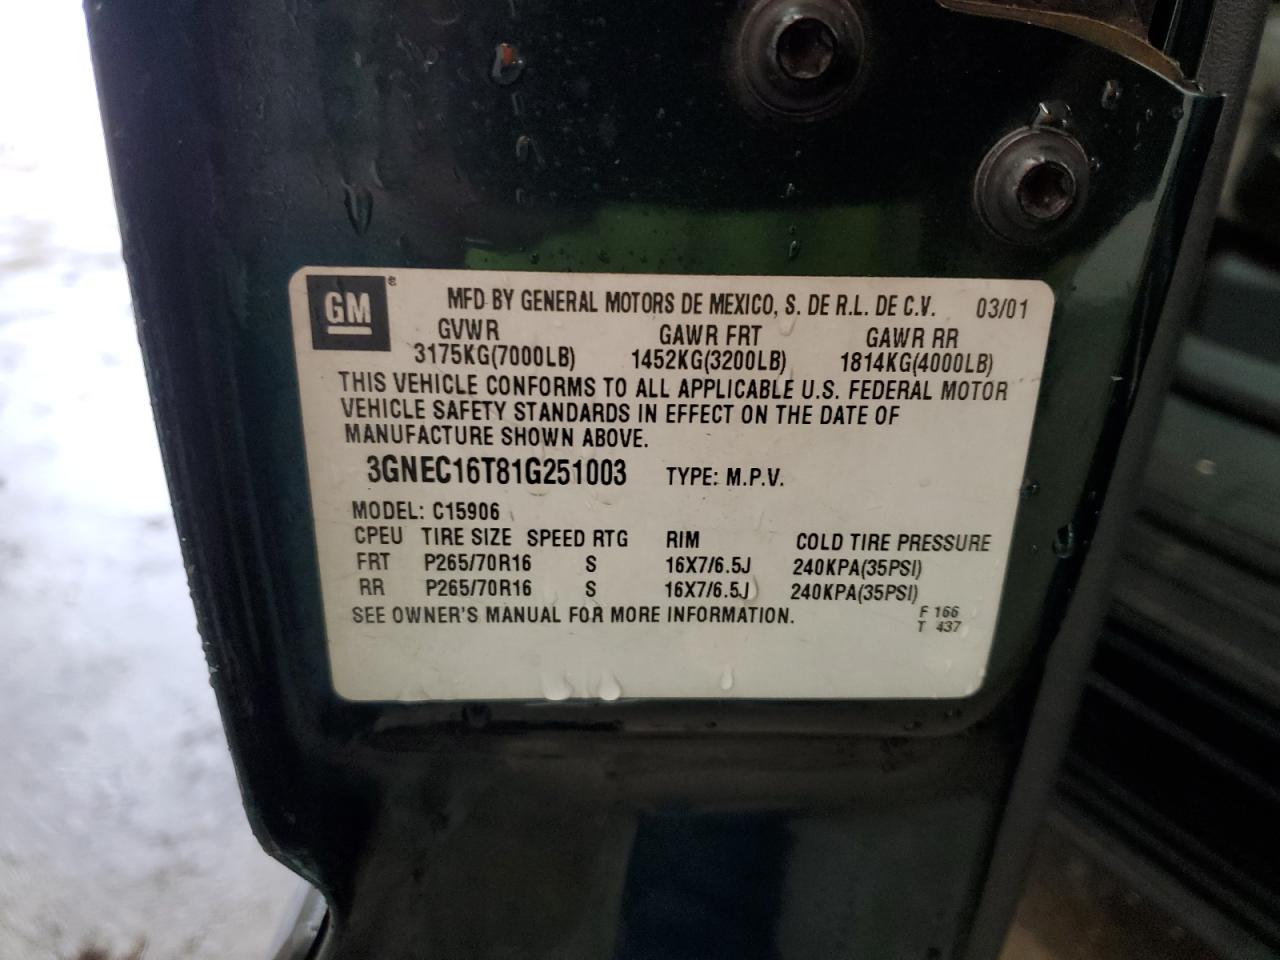 GM ® MFD BY GENERAL MOTORS DE MEXICO, S. DE R.L. DE C.V. 03/01
GVWR GAWR FRT GAWR RR
3175KG(7000LB) 1452KG(3200LB) 1814KG(4000LB)
THIS VEHICLE CONFORMS TO ALL APPLICABLE U.S. FEDERAL MOTOR
VEHICLE SAFETY STANDARDS IN EFFECT ON THE DATE OF
MANUFACTURE SHOWN ABOVE.
3GNEC16T81G251003 TYPE: M.P.V.
MODEL: C15906
CPEU TIRE SIZE SPEED RTG RIM COLD TIRE PRESSURE
FRT P265/70R16 S 16X7/6.5J 240KPA(35PSI)
RR P265/70R16 S 16X7/6.5J 240KPA(35PSI)
SEE OWNER'S MANUAL FOR MORE INFORMATION. F 166
T 437